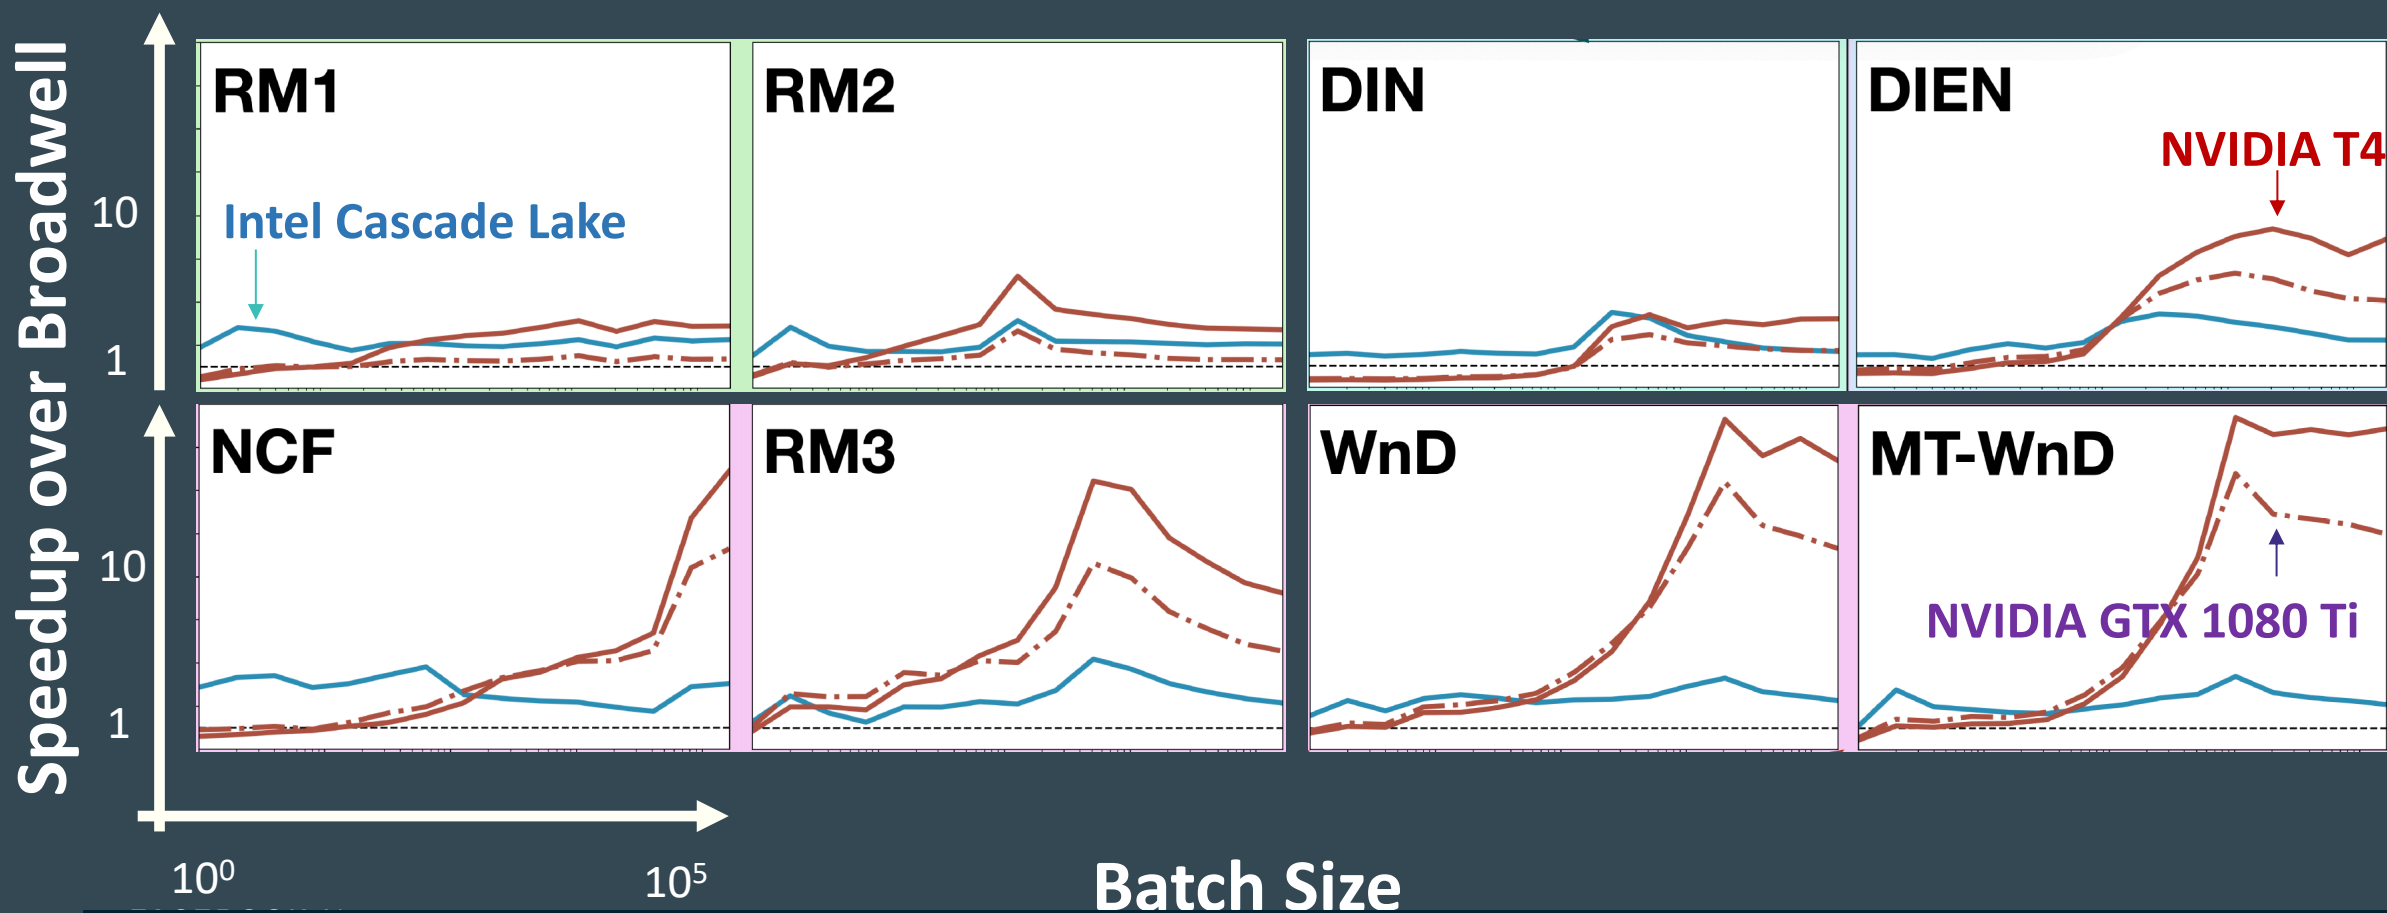 Speedup over Broadwell
RM1
RM2
DIN
DIEN
NVIDIA T4
10
Intel Cascade Lake
1
NCF
RM3
WnD
MT-WnD
10
NVIDIA GTX 1080 Ti
1
10⁰
10⁵
Batch Size